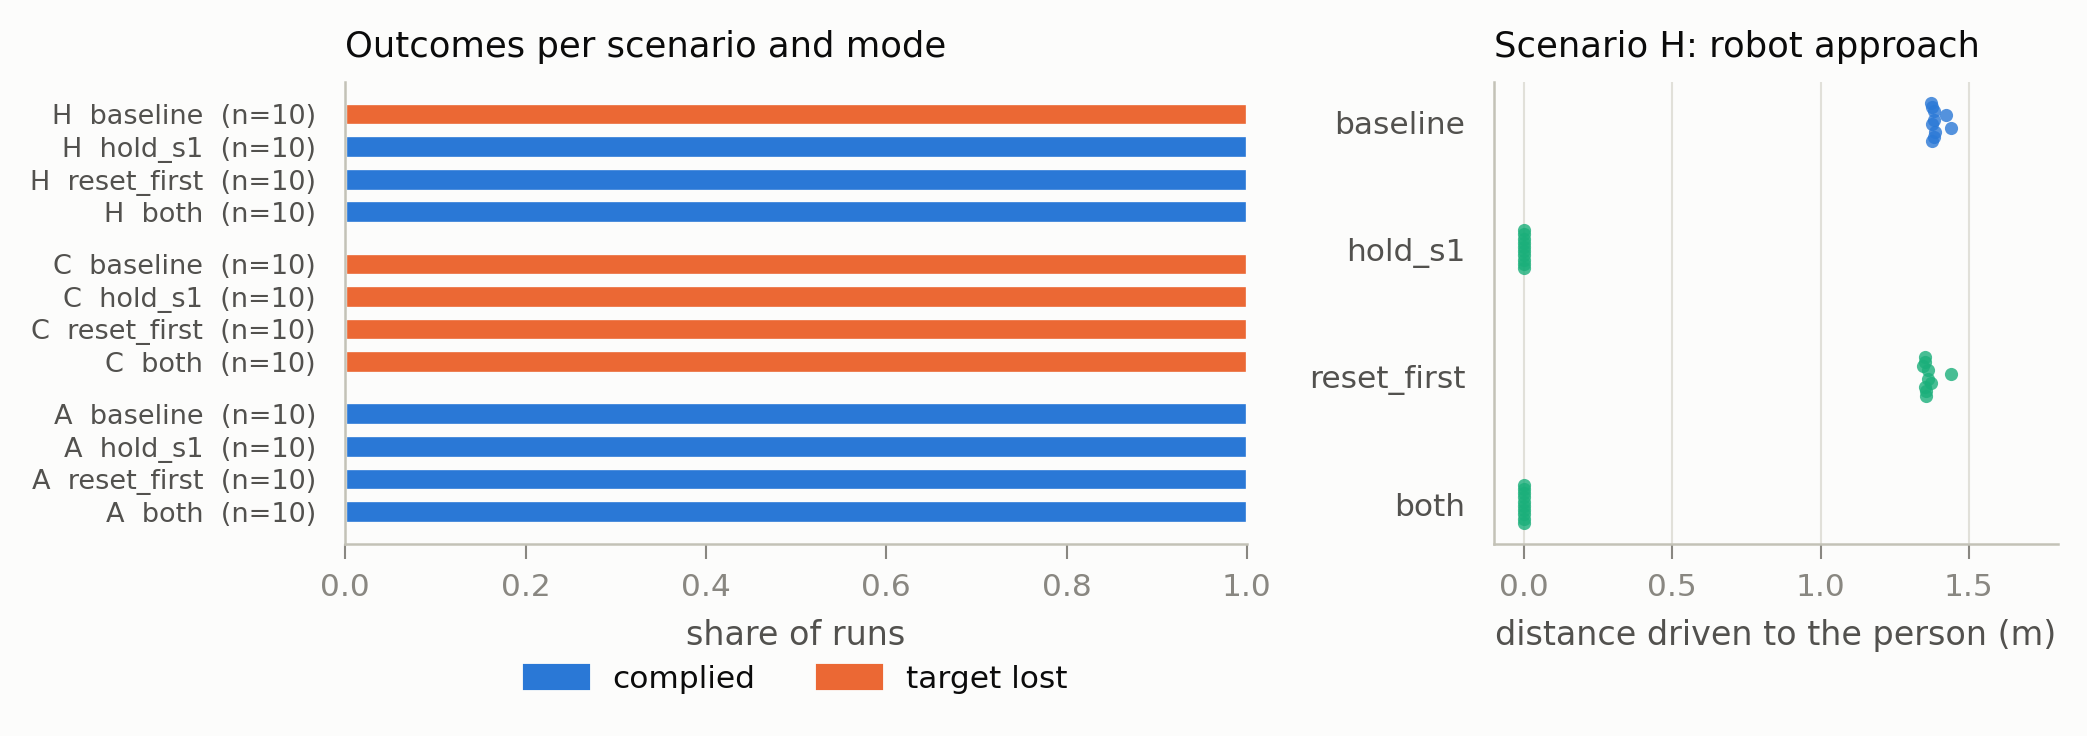 Outcomes per scenario and mode
H baseline (n=10)
H hold_s1 (n=10)
H reset_first (n=10)
H both (n=10)
C baseline (n=10)
C hold_s1 (n=10)
C reset_first (n=10)
C both (n=10)
A baseline (n=10)
A hold_s1 (n=10)
A reset_first (n=10)
A both (n=10)
0.0 0.2 0.4 0.6 0.8 1.0
share of runs
complied target lost
Scenario H: robot approach
baseline
hold_s1
reset_first
both
0.0 0.5 1.0 1.5
distance driven to the person (m)